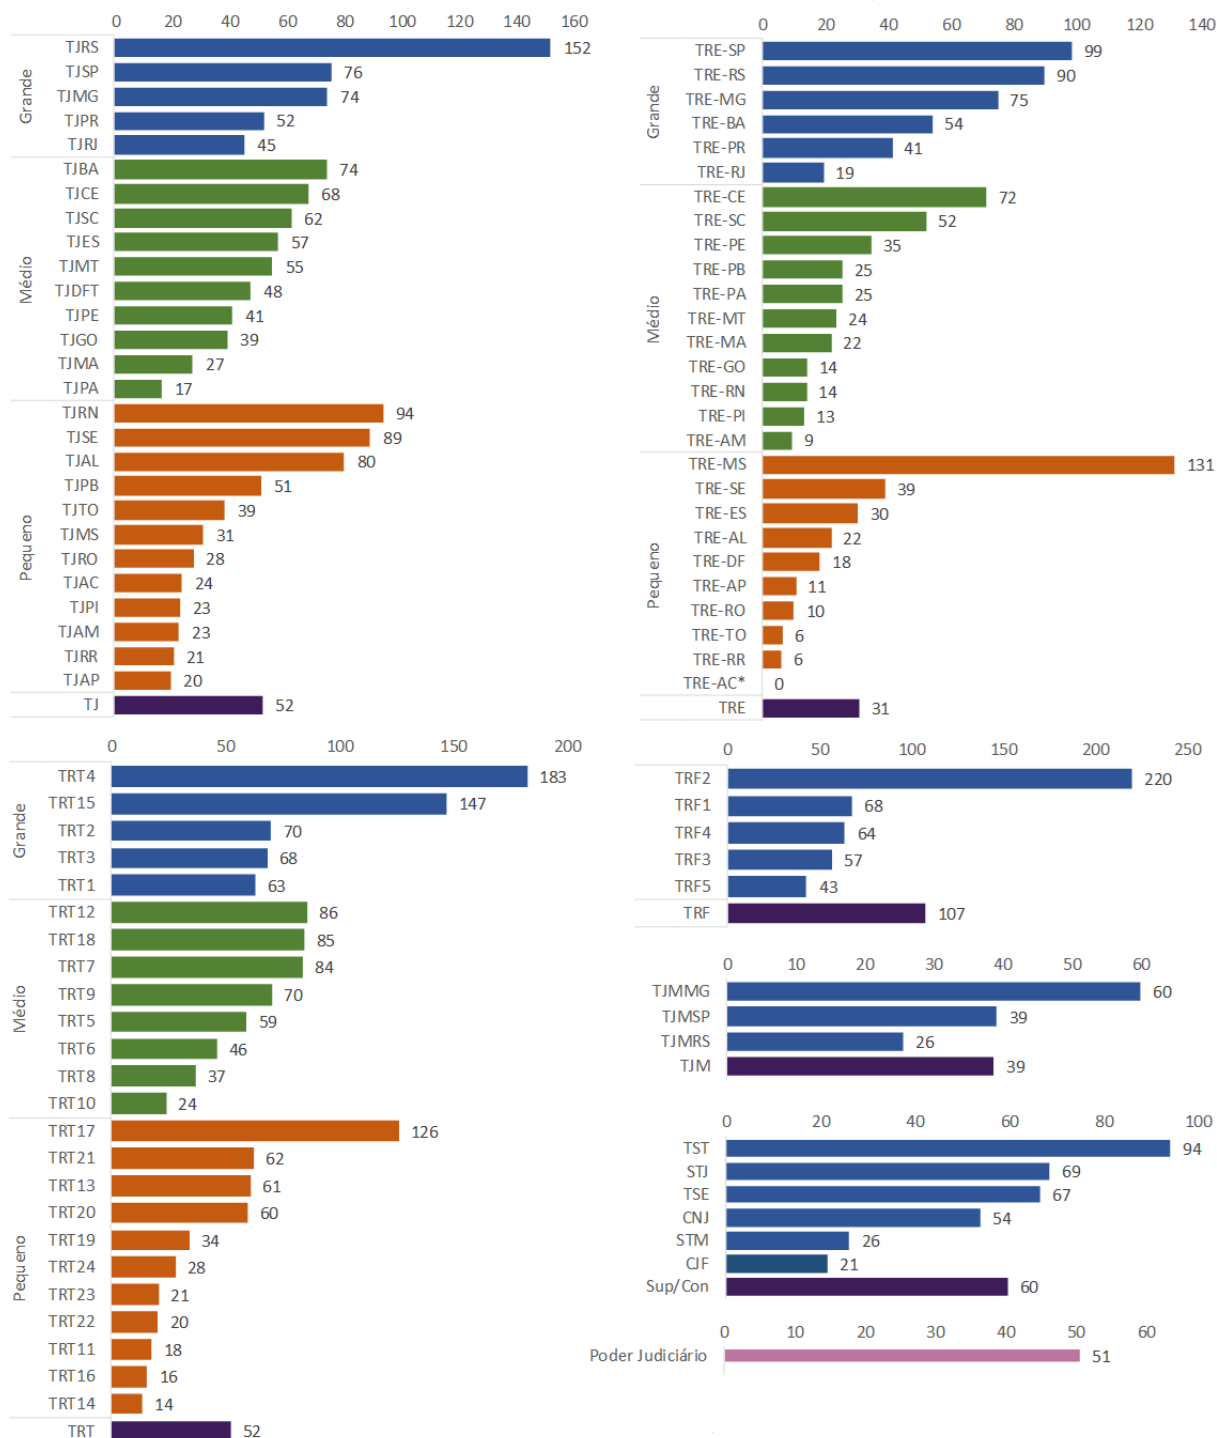 0 20 40 60 80 100 120 140 160
Grande
TJRS 152
TJSP 76
TJMG 74
TJPR 52
TJRJ 45
Médio
TJBA 74
TJCE 68
TJSC 62
TJES 57
TJMT 55
TJDFT 48
TJPE 41
TJGO 39
TJMA 27
TJPA 17
Pequeno
TJRN 94
TJSE 89
TJAL 80
TJPB 51
TJTO 39
TJMS 31
TJRO 28
TJAC 24
TJPI 23
TJAM 23
TJRR 21
TJAP 20
TJ 52
0 20 40 60 80 100 120 140
Grande
TRE-SP 99
TRE-RS 90
TRE-MG 75
TRE-BA 54
TRE-PR 41
TRE-RJ 19
Médio
TRE-CE 72
TRE-SC 52
TRE-PE 35
TRE-PB 25
TRE-PA 25
TRE-MT 24
TRE-MA 22
TRE-GO 14
TRE-RN 14
TRE-PI 13
TRE-AM 9
Pequeno
TRE-MS 131
TRE-SE 39
TRE-ES 30
TRE-AL 22
TRE-DF 18
TRE-AP 11
TRE-RO 10
TRE-TO 6
TRE-RR 6
TRE-AC* 0
TRE 31
0 50 100 150 200
Grande
TRT4 183
TRT15 147
TRT2 70
TRT3 68
TRT1 63
Médio
TRT12 86
TRT18 85
TRT7 84
TRT9 70
TRT5 59
TRT6 46
TRT8 37
TRT10 24
Pequeno
TRT17 126
TRT21 62
TRT13 61
TRT20 60
TRT19 34
TRT24 28
TRT23 21
TRT22 20
TRT11 18
TRT16 16
TRT14 14
TRT 52
0 50 100 150 200 250
TRF2 220
TRF1 68
TRF4 64
TRF3 57
TRF5 43
TRF 107
0 10 20 30 40 50 60
TJMMG 60
TJMSP 39
TJMRS 26
TJM 39
0 20 40 60 80 100
TST 94
STJ 69
TSE 67
CNJ 54
STM 26
CJF 21
Sup/Con 60
0 10 20 30 40 50 60
Poder Judiciário 51